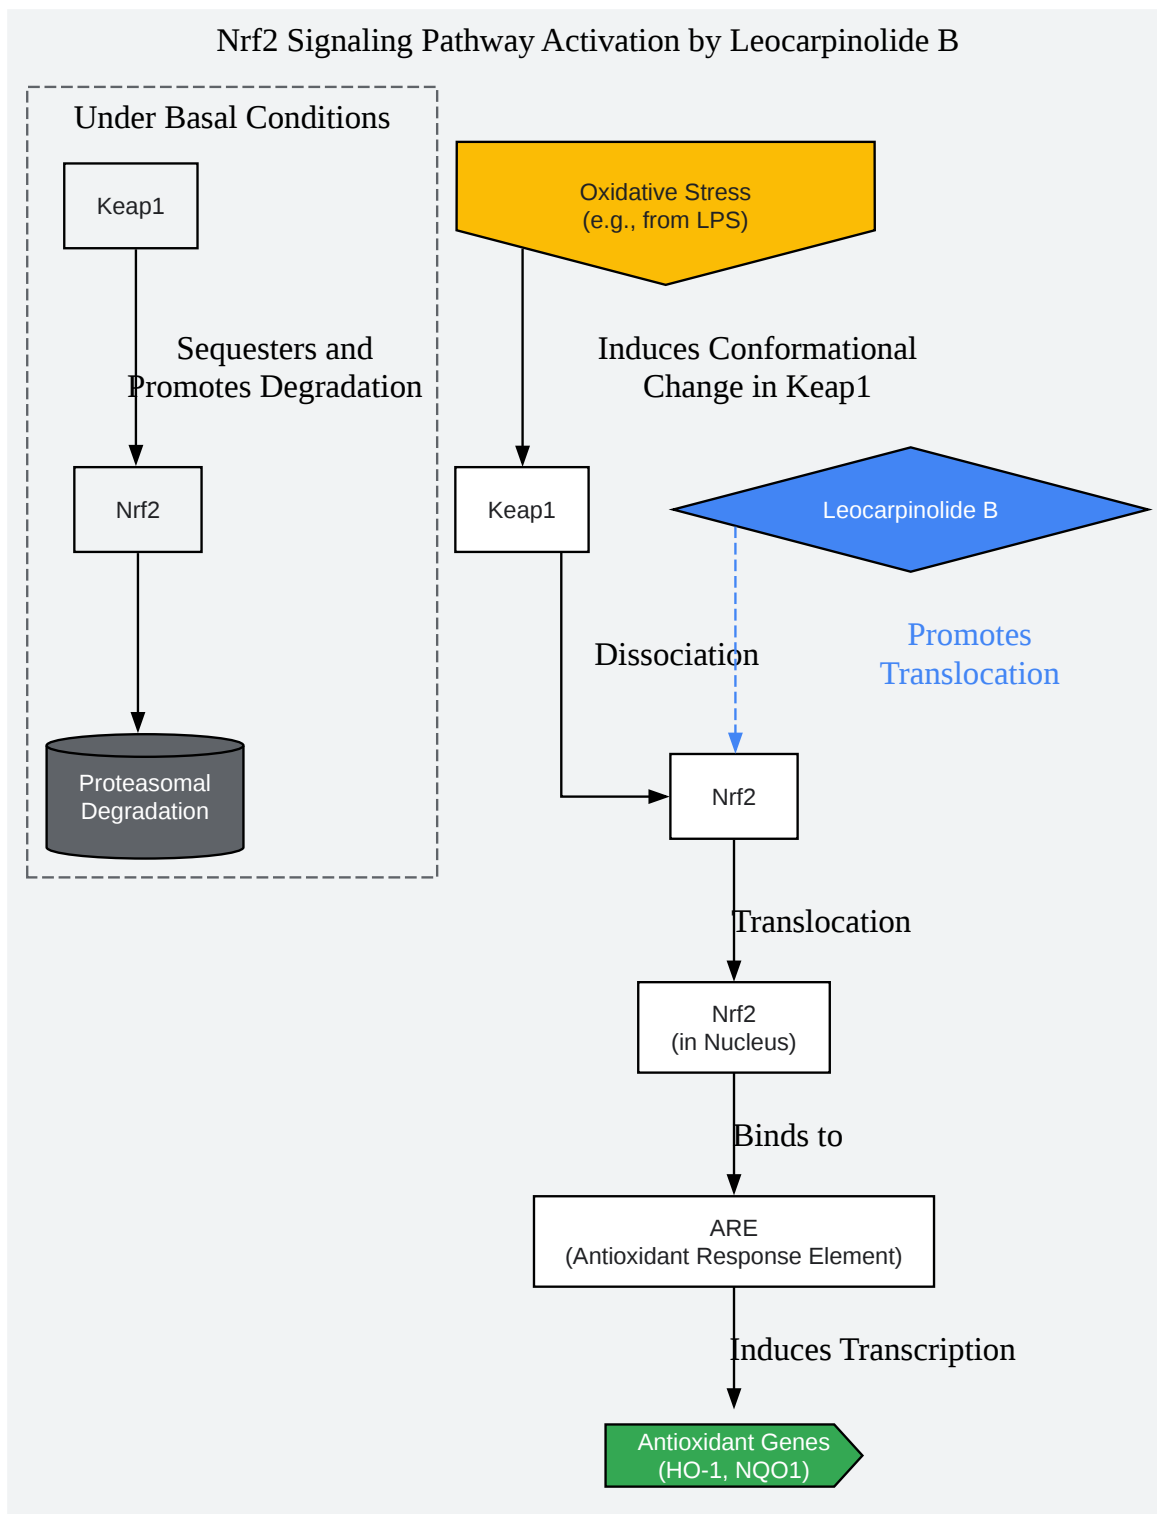 Nrf2 Signaling Pathway Activation by Leocarpinolide B
Under Basal Conditions
Keap1
Sequesters and
Promotes Degradation
Nrf2
Proteasomal
Degradation
Oxidative Stress
(e.g., from LPS)
Induces Conformational
Change in Keap1
Keap1
Leocarpinolide B
Dissociation
Promotes
Translocation
Nrf2
Translocation
Nrf2
(in Nucleus)
Binds to
ARE
(Antioxidant Response Element)
Induces Transcription
Antioxidant Genes
(HO-1, NQO1)